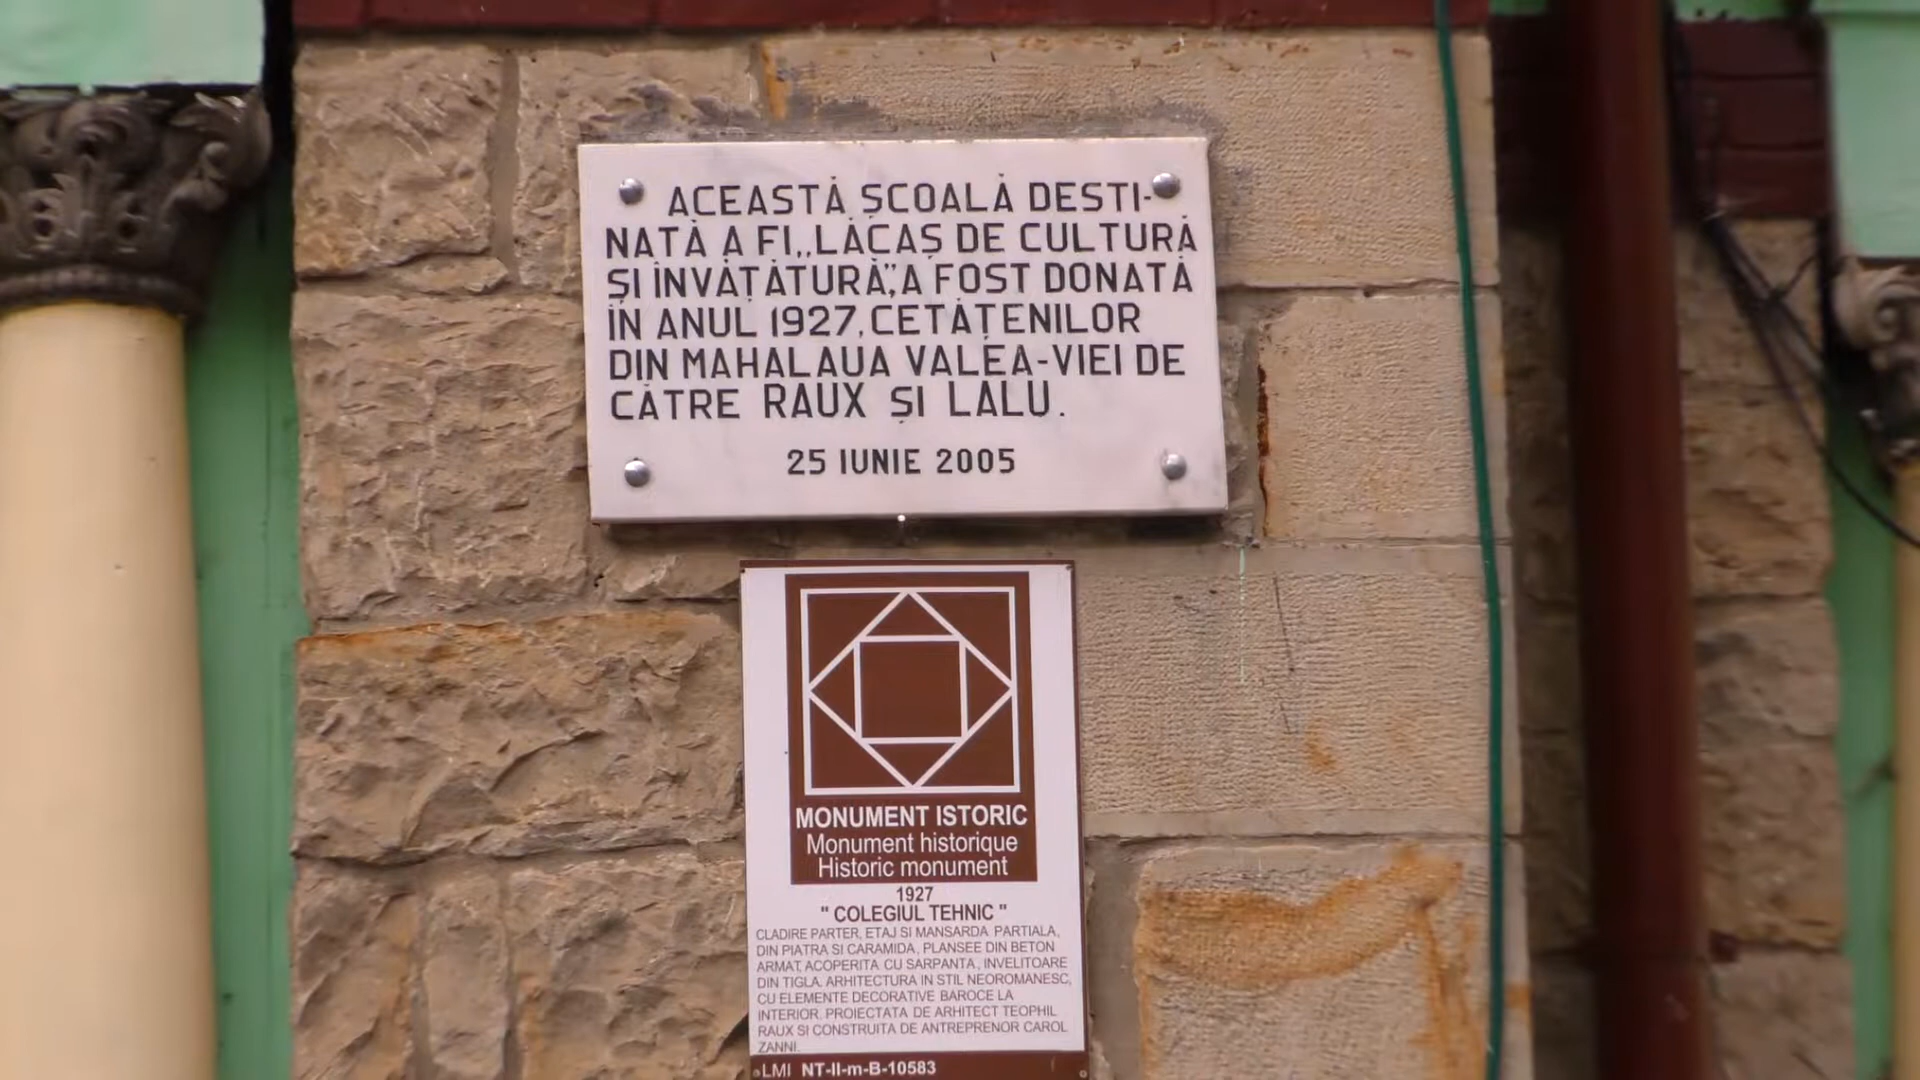 ACEASTĂ ȘCOALĂ DESTI-
NATĂ A FI „LĂCAȘ DE CULTURĂ
ȘI ÎNVĂȚĂTURĂ”, A FOST DONATĂ
ÎN ANUL 1927, CETĂȚENILOR
DIN MAHALAUA VALEA-VIEI DE
CĂTRE RAUX ȘI LALU.
25 IUNIE 2005
MONUMENT ISTORIC
Monument historique
Historic monument
1927
" COLEGIUL TEHNIC "
CLADIRE PARTER, ETAJ SI MANSARDA PARTIALA,
DIN PIATRA SI CARAMIDA, PLANSEE DIN BETON
ARMAT, ACOPERITA CU SARPANTA, INVELITOARE
DIN TIGLA. ARHITECTURA IN STIL NEOROMANESC,
CU ELEMENTE DECORATIVE BAROCE LA
INTERIOR. PROIECTATA DE ARHITECT TEOPHIL
RAUX SI CONSTRUITA DE ANTREPRENOR CAROL
ZANNI.
LMI NT-II-m-B-10583